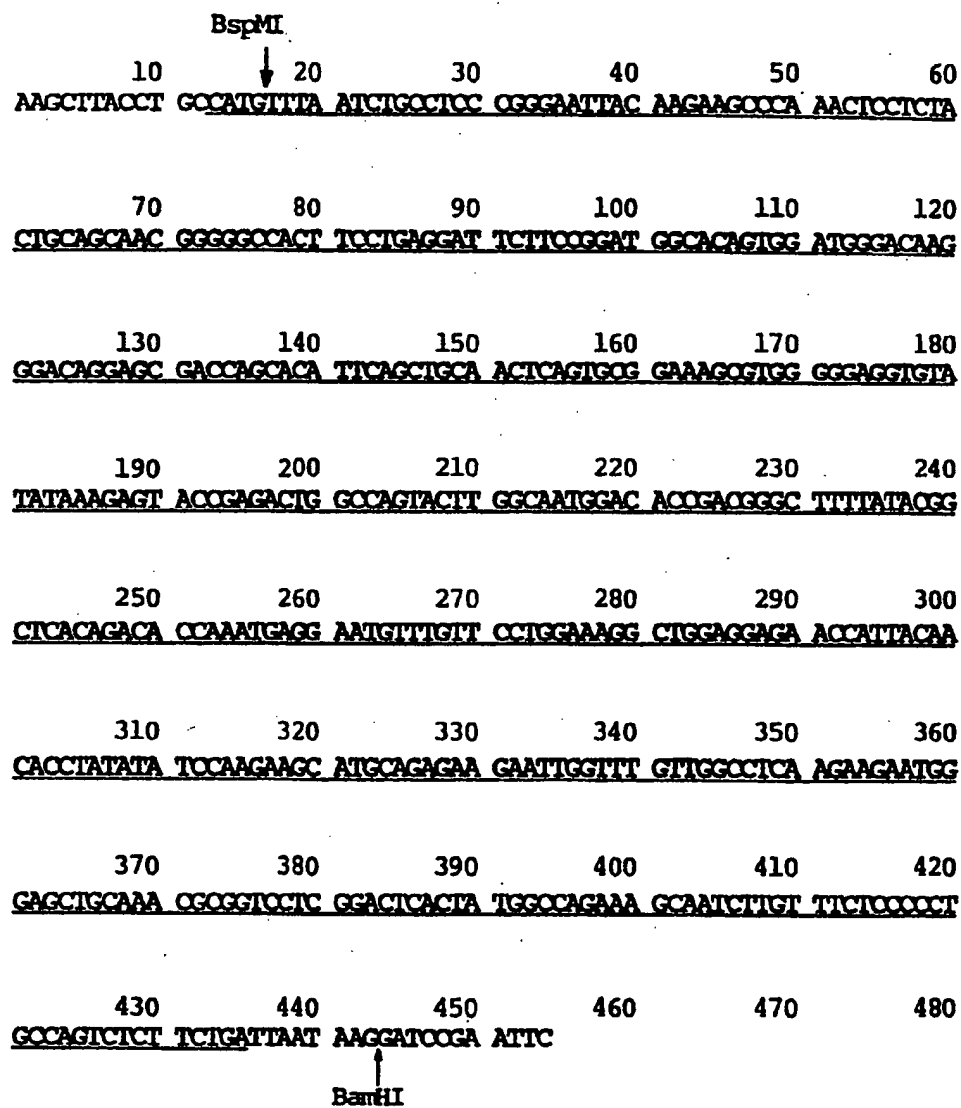 BspMI
10 20 30 40 50 60
AAGCTTACCT GCCATGTTTA ATCTGCCTCC CGGGAATTAC AAGAAGCCCA AACTCCTCTA
70 80 90 100 110 120
CTGCAGCAAC GGGGGCCACT TCCTGAGGAT TCTTCCGGAT GGCACAGTGG ATGGGACAAG
130 140 150 160 170 180
GGACAGGAGC GACCAGCACA TTCAGCTGCA ACTCAGTGCG GAAAGCGTGG GGGAGGTGTA
190 200 210 220 230 240
TATAAAGAGT ACCGAGACTG GCCAGTACTT GGCAATGGAC ACCGACGGGC TTTTATACGG
250 260 270 280 290 300
CTCACAGACA CCAAATGAGG AATGTTTGTT CCTGGAAAGG CTGGAGGAGA ACCATTACAA
310 320 330 340 350 360
CACCTATATA TCCAAGAAGC ATGCAGAGAA GAATTGGTTT GTTGGCCTCA AGAAGAATGG
370 380 390 400 410 420
GAGCTGCAAA CGCGGTCCTC GGACTCACTA TGGCCAGAAA GCAATCTTGT TTCTCCCCCT
430 440 450 460 470 480
GCCAGTCTCT TCTGATTAAT AAGGATCCGA ATTC
BamHI